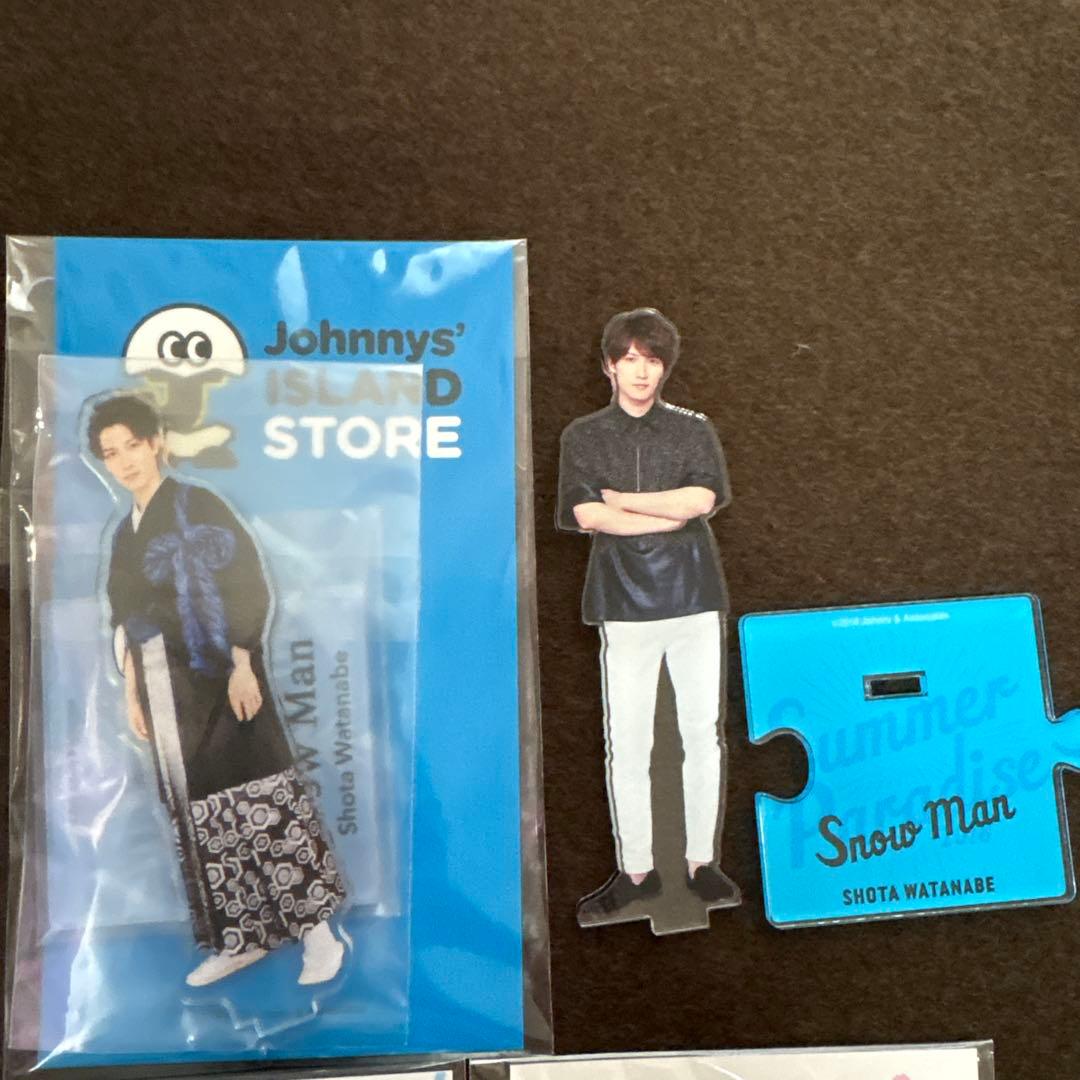 Johnnys'
ISLAND
STORE
Snow Man
Shota Watanabe
Summer
Paradise
Snow Man
SHOTA WATANABE